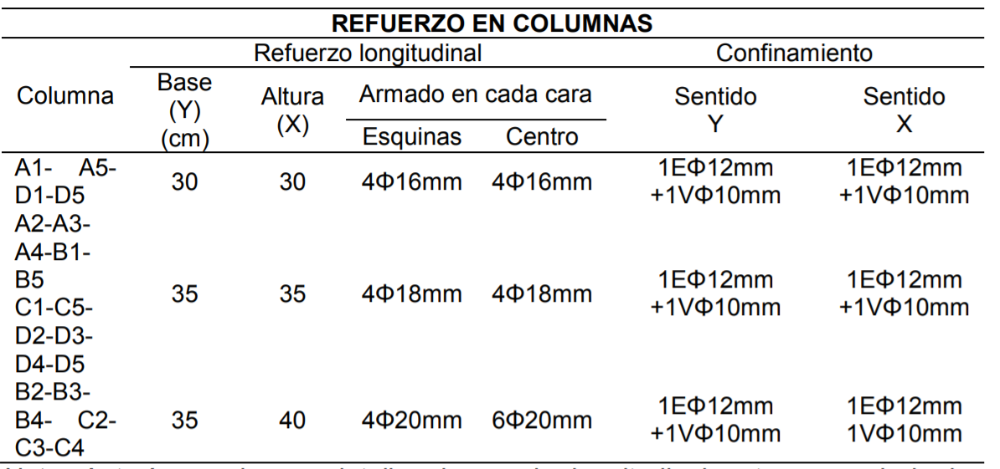 REFUERZO EN COLUMNAS
Refuerzo longitudinal Confinamiento
Columna
Base (Y) (cm)
Altura (X)
Armado en cada cara
Esquinas Centro
Sentido Y
Sentido X
A1- A5-
D1-D5
30 30 4Φ16mm 4Φ16mm
1EΦ12mm
+1VΦ10mm
1EΦ12mm
+1VΦ10mm
A2-A3-
A4-B1-
B5
C1-C5-
D2-D3-
D4-D5
35 35 4Φ18mm 4Φ18mm
1EΦ12mm
+1VΦ10mm
1EΦ12mm
+1VΦ10mm
B2-B3-
B4- C2-
C3-C4
35 40 4Φ20mm 6Φ20mm
1EΦ12mm
+1VΦ10mm
1EΦ12mm
1VΦ10mm